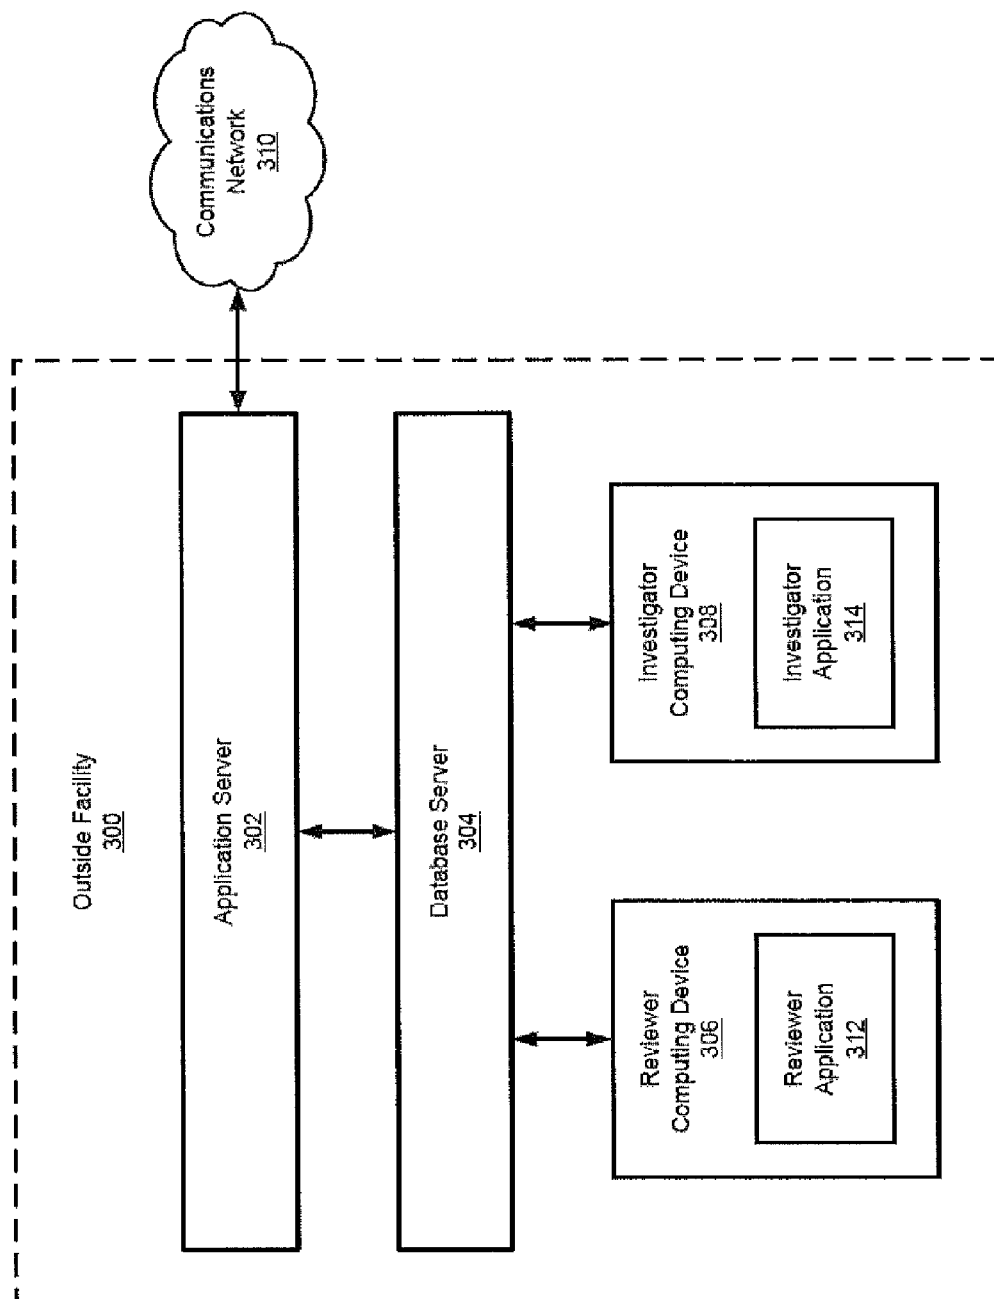 Outside Facility
300
Application Server
302
Communications
Network
310
Database Server
304
Reviewer
Computing Device
306
Reviewer
Application
312
Investigator
Computing Device
308
Investigator
Application
314